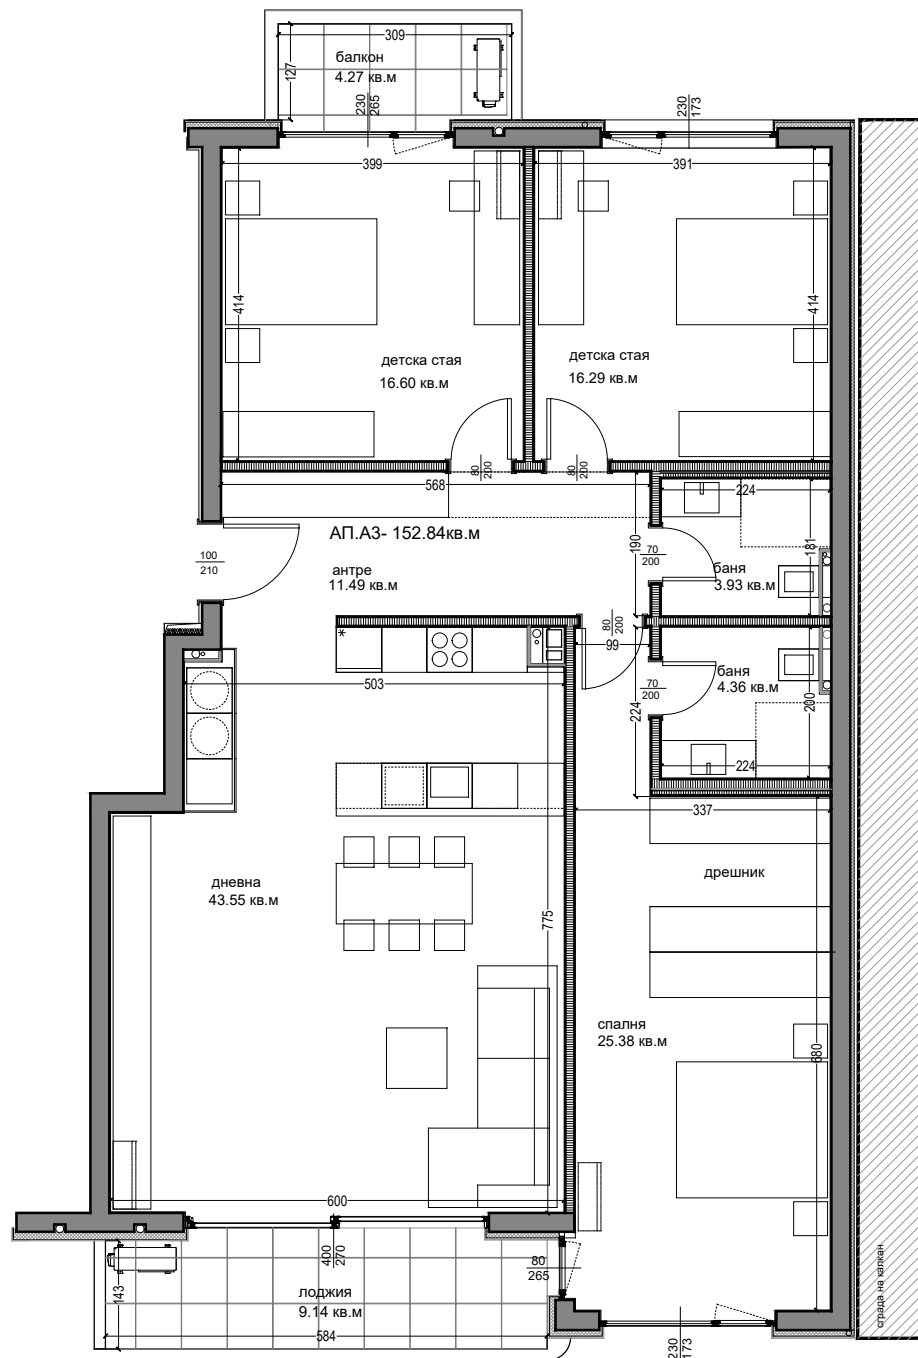 309
балкон
4.27 кв.м
127
230
265
230
173
399
391
414
414
детска стая
16.60 кв.м
детска стая
16.29 кв.м
80
200
80
200
568
224
АП.А3- 152.84кв.м
190
181
100
210
70
200
антре
11.49 кв.м
баня
3.93 кв.м
80
200
*
99
503
70
200
баня
4.36 кв.м
224
200
224
337
дрешник
дневна
43.55 кв.м
775
спалня
25.38 кв.м
680
600
400
270
80
265
143
лоджия
9.14 кв.м
584
230
173
сграда на калкан